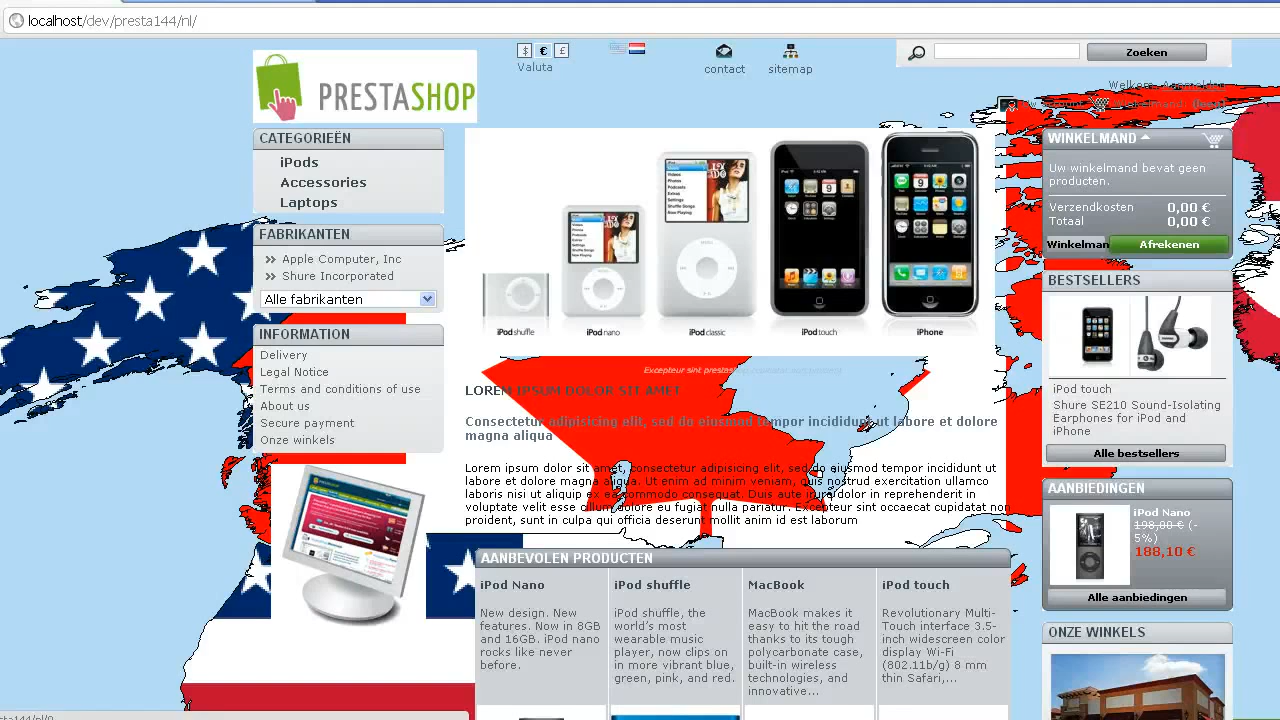 localhost/dev/presta144/nl/
$ € £
Valuta
contact
sitemap
Zoeken
PRESTASHOP
Welkom, Aanmelden
Winkelmand: (leeg)
CATEGORIEËN
iPods
Accessories
Laptops
FABRIKANTEN
Apple Computer, Inc
Shure Incorporated
Alle fabrikanten
INFORMATION
Delivery
Legal Notice
Terms and conditions of use
About us
Secure payment
Onze winkels
iPod shuffle
iPod nano
iPod classic
iPod touch
iPhone
Excepteur sint
LOREM IPSUM DOLOR SIT AMET
Consectetur adipisicing elit, sed do eiusmod tempor incididunt ut labore et dolore
magna aliqua
Lorem ipsum dolor sit amet, consectetur adipisicing elit, sed do eiusmod tempor incididunt ut
labore et dolore magna aliqua. Ut enim ad minim veniam, quis nostrud exercitation ullamco
laboris nisi ut aliquip ex ea commodo consequat. Duis aute irure dolor in reprehenderit in
voluptate velit esse cillum dolore eu fugiat nulla pariatur. Excepteur sint occaecat cupidatat non
proident, sunt in culpa qui officia deserunt mollit anim id est laborum
AANBEVOLEN PRODUCTEN
iPod Nano
New design. New
features. Now in 8GB
and 16GB. iPod nano
rocks like never
before.
iPod shuffle
iPod shuffle, the
world's most
wearable music
player, now clips on
in more vibrant blue,
green, pink, and red.
MacBook
MacBook makes it
easy to hit the road
thanks to its tough
polycarbonate case,
built-in wireless
technologies, and
innovative...
iPod touch
Revolutionary Multi-
Touch interface 3.5-
inch widescreen color
display Wi-Fi
(802.11b/g) 8 mm
thin Safari,...
WINKELMAND
Uw winkelmand bevat geen
producten.
Verzendkosten 0,00 €
Totaal 0,00 €
Winkelman Afrekenen
BESTSELLERS
iPod touch
Shure SE210 Sound-Isolating
Earphones for iPod and
iPhone
Alle bestsellers
AANBIEDINGEN
iPod Nano
198,00 € (-
5%)
188,10 €
Alle aanbiedingen
ONZE WINKELS